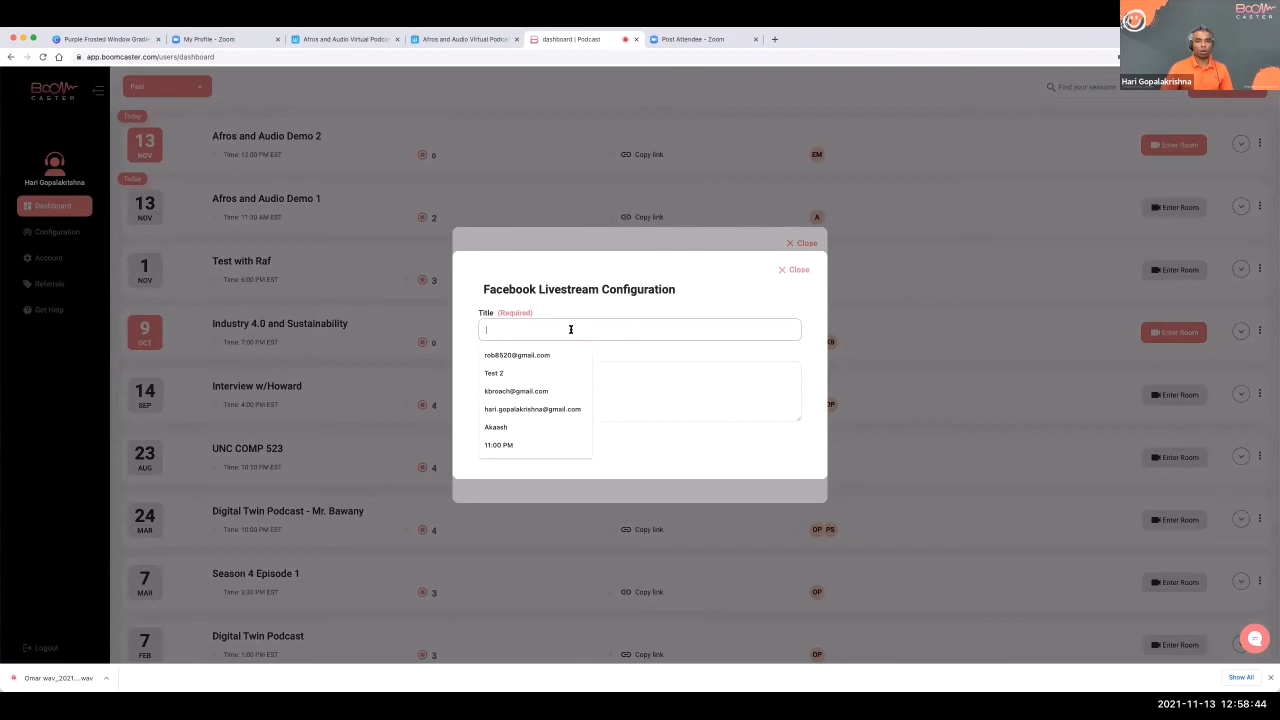 Purple Frosted Window Gradie
My Profile - Zoom
Afros and Audio Virtual Podcas
Afros and Audio Virtual Podcas
dashboard | Podcast
Post Attendee - Zoom
app.boomcaster.com/users/dashboard
BOOM
CASTER
Hari Gopalakrishna
BOOM
CASTER
Past
Find your sessions
Hari Gopalakrishna
Dashboard
Configuration
Account
Referrals
Get Help
Logout
Today
13
NOV
Afros and Audio Demo 2
Time: 12:00 PM EST
0
Copy link
EM
Enter Room
Today
13
NOV
Afros and Audio Demo 1
Time: 11:30 AM EST
2
Copy link
A
Enter Room
1
NOV
Test with Raf
Time: 6:00 PM EST
3
Enter Room
9
OCT
Industry 4.0 and Sustainability
Time: 07:00 PM EST
0
Enter Room
14
SEP
Interview w/Howard
Time: 4:00 PM EST
4
Enter Room
23
AUG
UNC COMP 523
Time: 10:10 PM EST
4
Enter Room
24
MAR
Digital Twin Podcast - Mr. Bawany
Time: 10:00 PM EST
4
Copy link
OP PS
Enter Room
7
MAR
Season 4 Episode 1
Time: 3:30 PM EST
3
Copy link
OP
Enter Room
7
FEB
Digital Twin Podcast
Time: 1:00 PM EST
3
Copy link
OP
Enter Room
Close
Close
Facebook Livestream Configuration
Title (Required)
rob8520@gmail.com
Test 2
kbroach@gmail.com
hari.gopalakrishna@gmail.com
Akaash
11:00 PM
Omar wav_2021....wav
Show All
2021-11-13 12:58:44